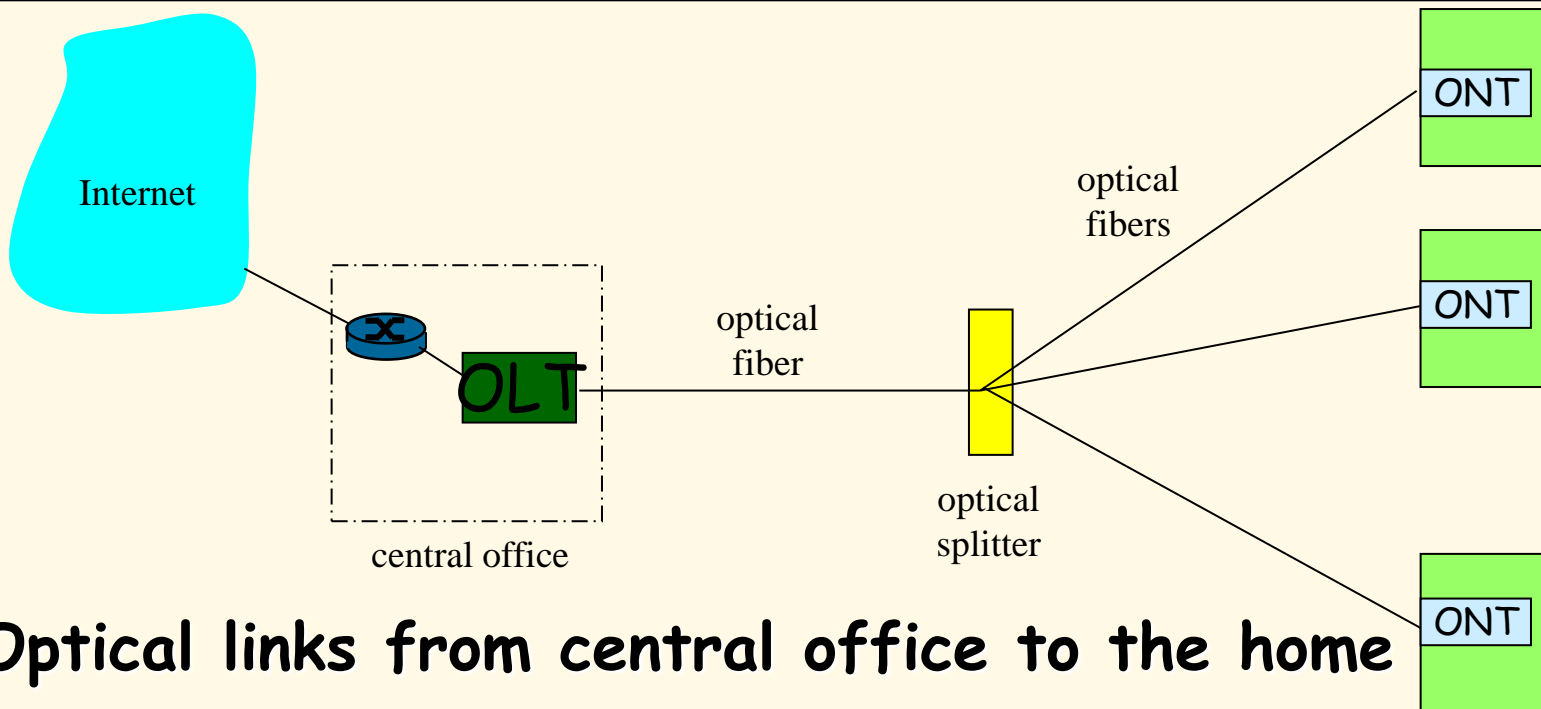 ONT
Internet
optical
fibers
ONT
optical
fiber
OLT
optical
splitter
central office
ONT
Optical links from central office to the home